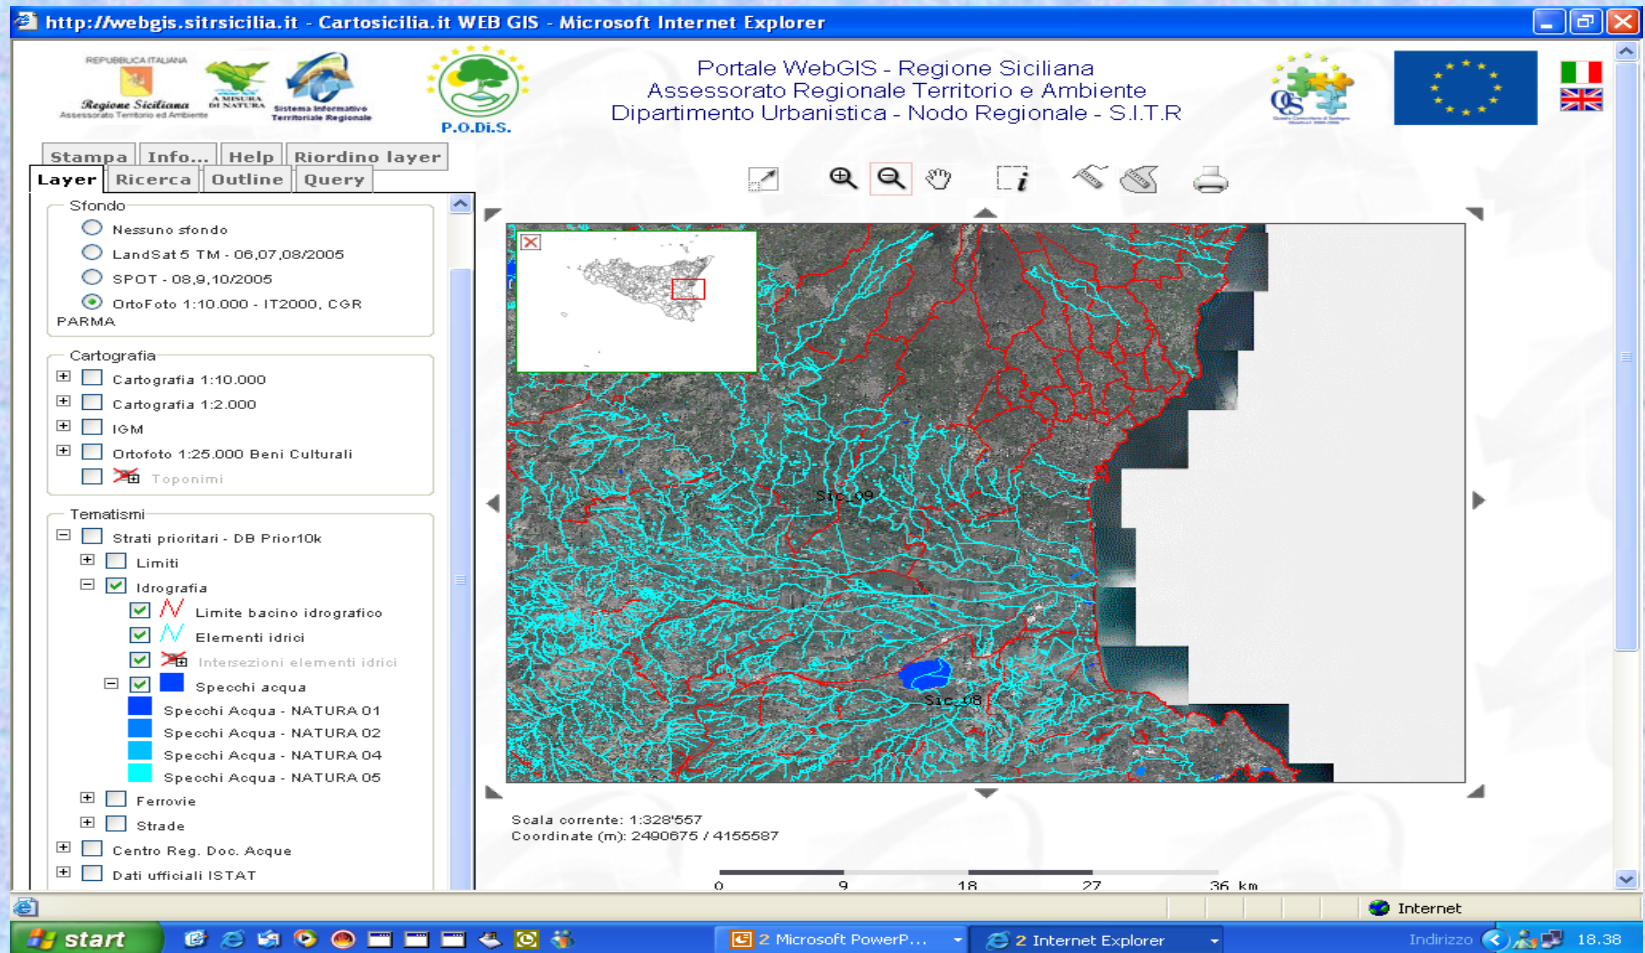 http://webgis.sitrsicilia.it - Cartosicilia.it WEB GIS - Microsoft Internet Explorer
REPUBBLICA ITALIANA
Regione Siciliana
Assessorato Territorio ed Ambiente
A MISURA
DI NATURA
Sistema Informativo
Territoriale Regionale
P.O.Di.S.
Portale WebGIS - Regione Siciliana
Assessorato Regionale Territorio e Ambiente
Dipartimento Urbanistica - Nodo Regionale - S.I.T.R
QCS
Stampa
Info...
Help
Riordino layer
Layer
Ricerca
Outline
Query
Sfondo
Nessuno sfondo
LandSat 5 TM - 06,07,08/2005
SPOT - 08,9,10/2005
OrtoFoto 1:10.000 - IT2000, CGR
PARMA
Cartografia
Cartografia 1:10.000
Cartografia 1:2.000
IGM
Ortofoto 1:25.000 Beni Culturali
Toponimi
Tematismi
Strati prioritari - DB Prior10k
Limiti
Idrografia
Limite bacino idrografico
Elementi idrici
Intersezioni elementi idrici
Specchi acqua
Specchi Acqua - NATURA 01
Specchi Acqua - NATURA 02
Specchi Acqua - NATURA 04
Specchi Acqua - NATURA 05
Ferrovie
Strade
Centro Reg. Doc. Acque
Dati ufficiali ISTAT
Sic_09
Sic_08
Scala corrente: 1:328'557
Coordinate (m): 2490675 / 4155587
0 9 18 27 36 km
Internet
start
2 Microsoft PowerP...
2 Internet Explorer
Indirizzo
18.38